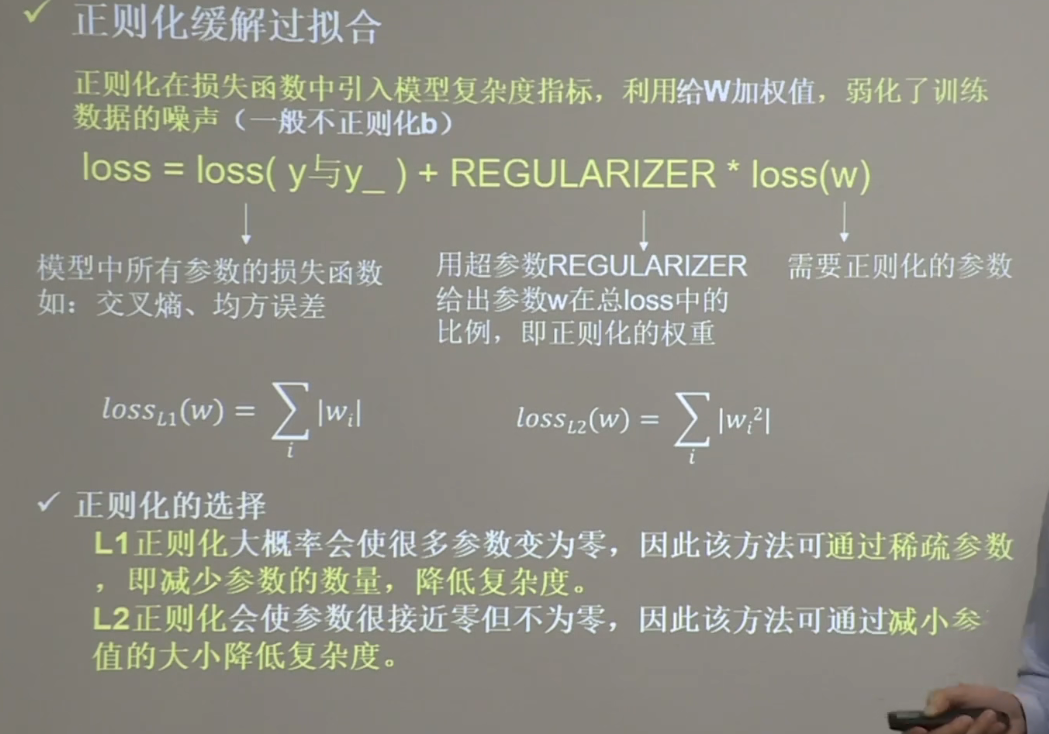 ✓ 正则化缓解过拟合
正则化在损失函数中引入模型复杂度指标，利用给W加权值，弱化了训练
数据的噪声（一般不正则化b）
loss = loss( y与y_ ) + REGULARIZER * loss(w)
模型中所有参数的损失函数
如：交叉熵、均方误差
用超参数REGULARIZER
给出参数w在总loss中的
比例，即正则化的权重
需要正则化的参数
loss_{L1}(w) = ∑_i |w_i|
loss_{L2}(w) = ∑_i |w_i²|
✓ 正则化的选择
L1正则化大概率会使很多参数变为零，因此该方法可通过稀疏参数
，即减少参数的数量，降低复杂度。
L2正则化会使参数很接近零但不为零，因此该方法可通过减小参
值的大小降低复杂度。